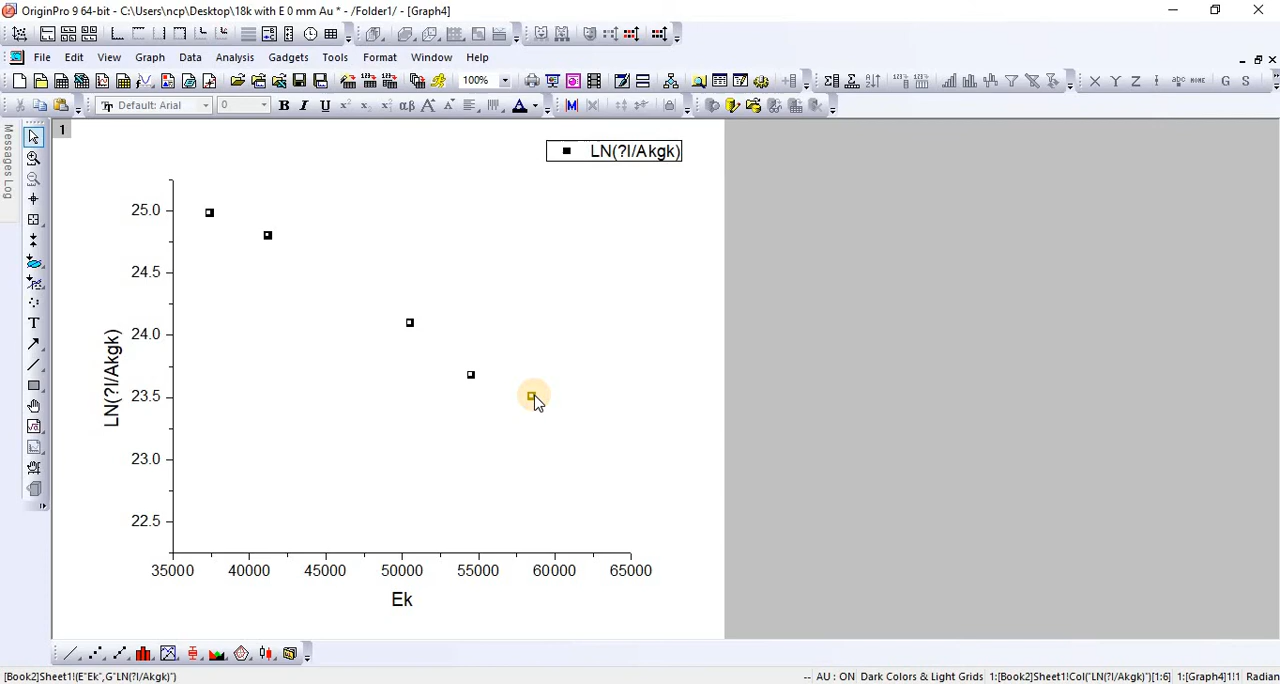 OriginPro 9 64-bit - C:\Users\ncp\Desktop\18k with E 0 mm Au * - /Folder1/ - [Graph4]
File Edit View Graph Data Analysis Gadgets Tools Format Window Help
100%
Default: Arial 0 B I U
Messages Log
1
LN(?I/Akgk)
25.0
24.5
24.0
23.5
23.0
22.5
LN(?I/Akgk)
35000 40000 45000 50000 55000 60000 65000
Ek
[Book2]Sheet1!(E"Ek",G"LN(?I/Akgk)")
-- AU : ON Dark Colors & Light Grids 1:[Book2]Sheet1!Col("LN(?I/Akgk)")[1:6] 1:[Graph4]1!1 Radian